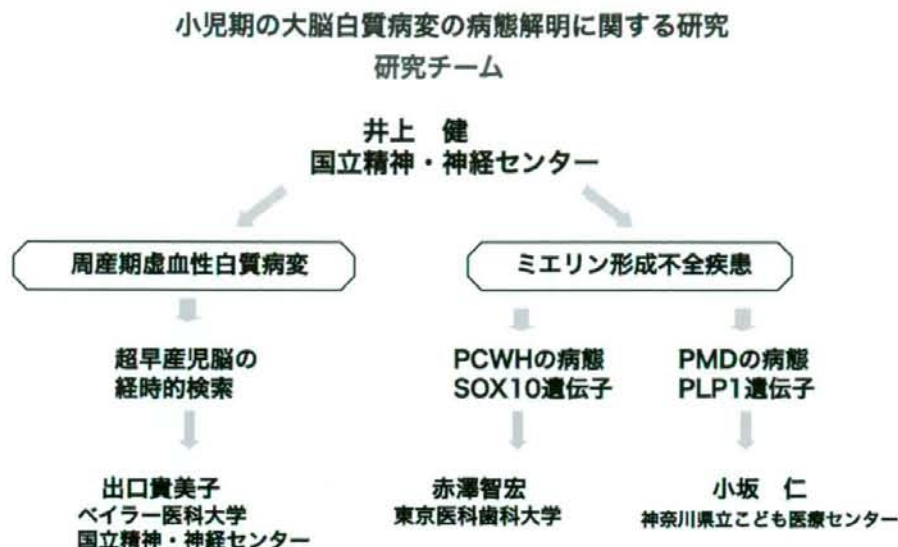 小児期の大脳白質病変の病態解明に関する研究
研究チーム
井上　健
国立精神・神経センター
周産期虚血性白質病変
ミエリン形成不全疾患
超早産児脳の
経時的検索
PCWHの病態
SOX10遺伝子
PMDの病態
PLP1遺伝子
出口貴美子
ベイラー医科大学
国立精神・神経センター
赤澤智宏
東京医科歯科大学
小坂　仁
神奈川県立こども医療センター